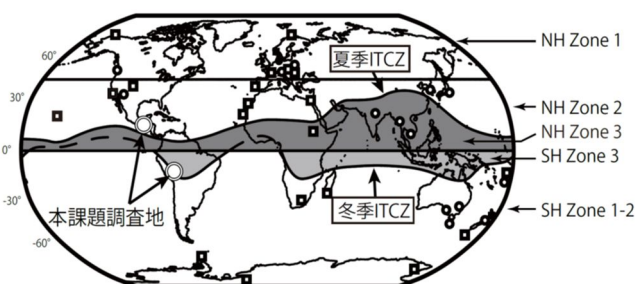 60°
30°
0°
-30°
-60°
夏季ITCZ
冬季ITCZ
本課題調査地
NH Zone 1
NH Zone 2
NH Zone 3
SH Zone 3
SH Zone 1-2